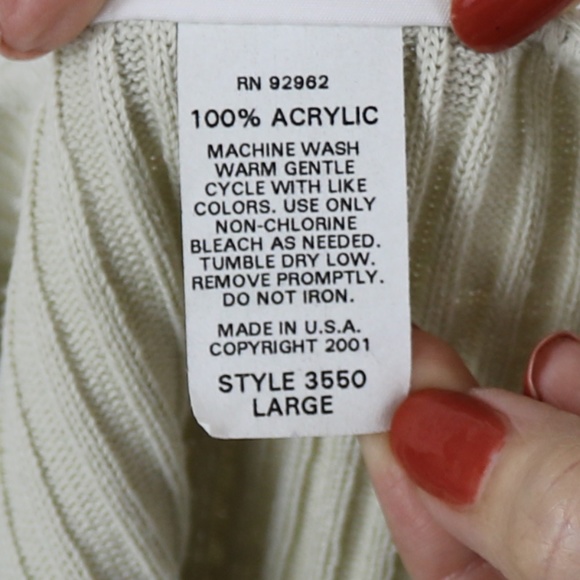 RN 92962
100% ACRYLIC
MACHINE WASH
WARM GENTLE
CYCLE WITH LIKE
COLORS. USE ONLY
NON-CHLORINE
BLEACH AS NEEDED.
TUMBLE DRY LOW.
REMOVE PROMPTLY.
DO NOT IRON.
MADE IN U.S.A.
COPYRIGHT 2001
STYLE 3550
LARGE